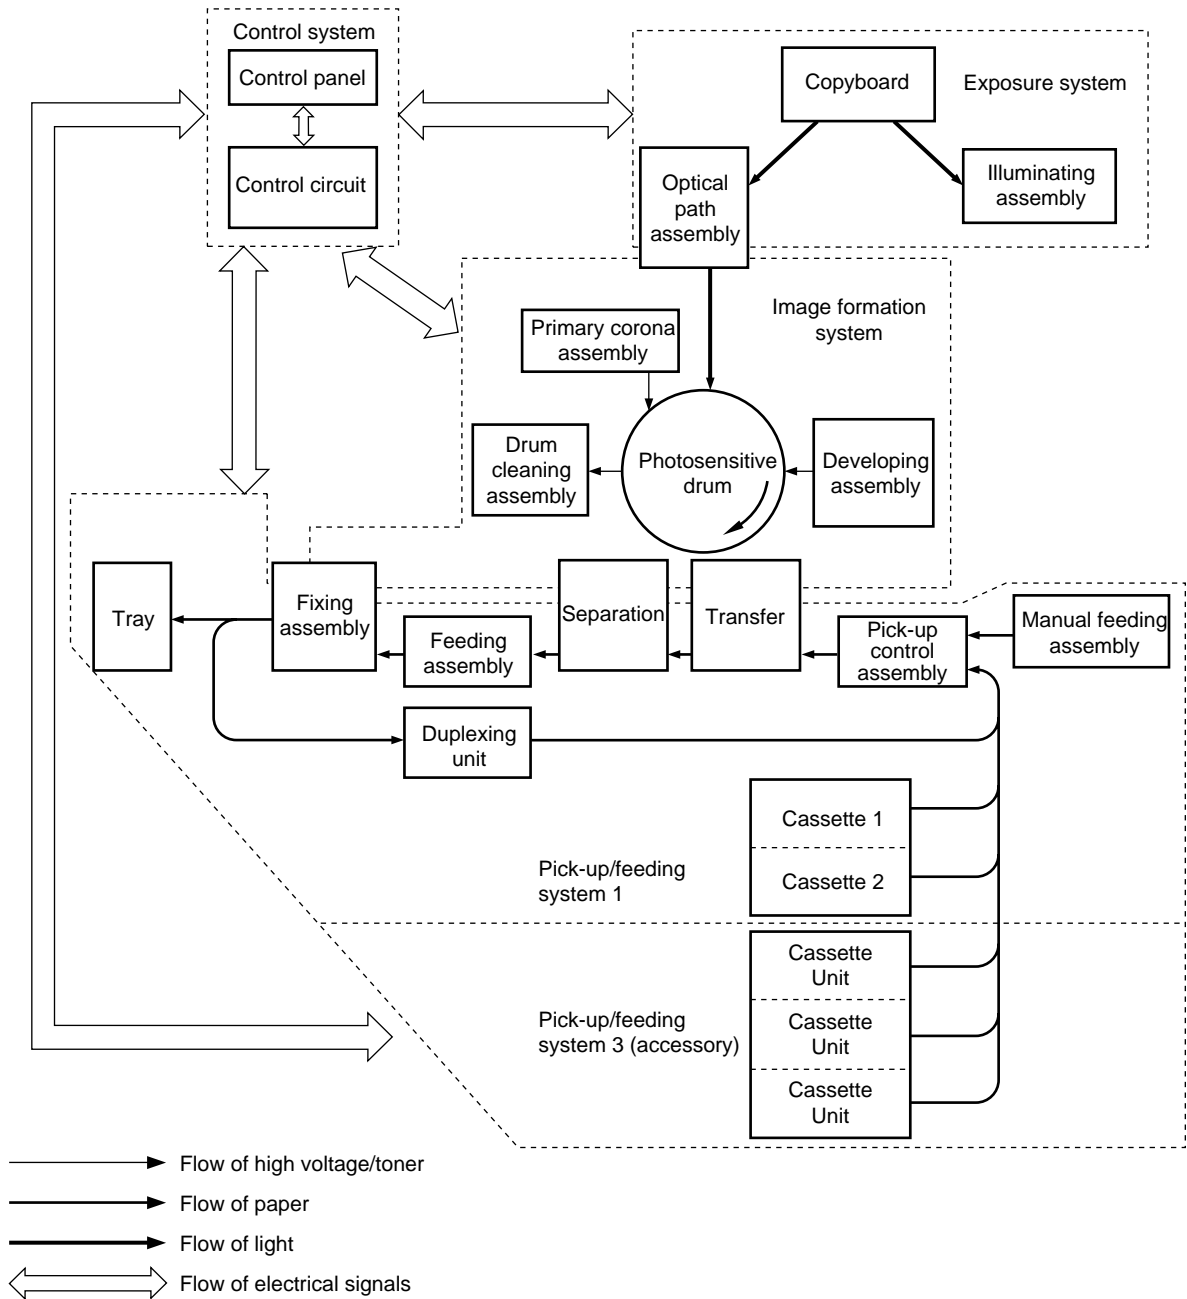 Control system
Control panel
Control circuit
Copyboard
Exposure system
Optical
path
assembly
Illuminating
assembly
Image formation
system
Primary corona
assembly
Drum
cleaning
assembly
Photosensitive
drum
Developing
assembly
Tray
Fixing
assembly
Feeding
assembly
Separation
Transfer
Pick-up
control
assembly
Manual feeding
assembly
Duplexing
unit
Cassette 1
Cassette 2
Pick-up/feeding
system 1
Cassette
Unit
Cassette
Unit
Cassette
Unit
Pick-up/feeding
system 3 (accessory)
Flow of high voltage/toner
Flow of paper
Flow of light
Flow of electrical signals